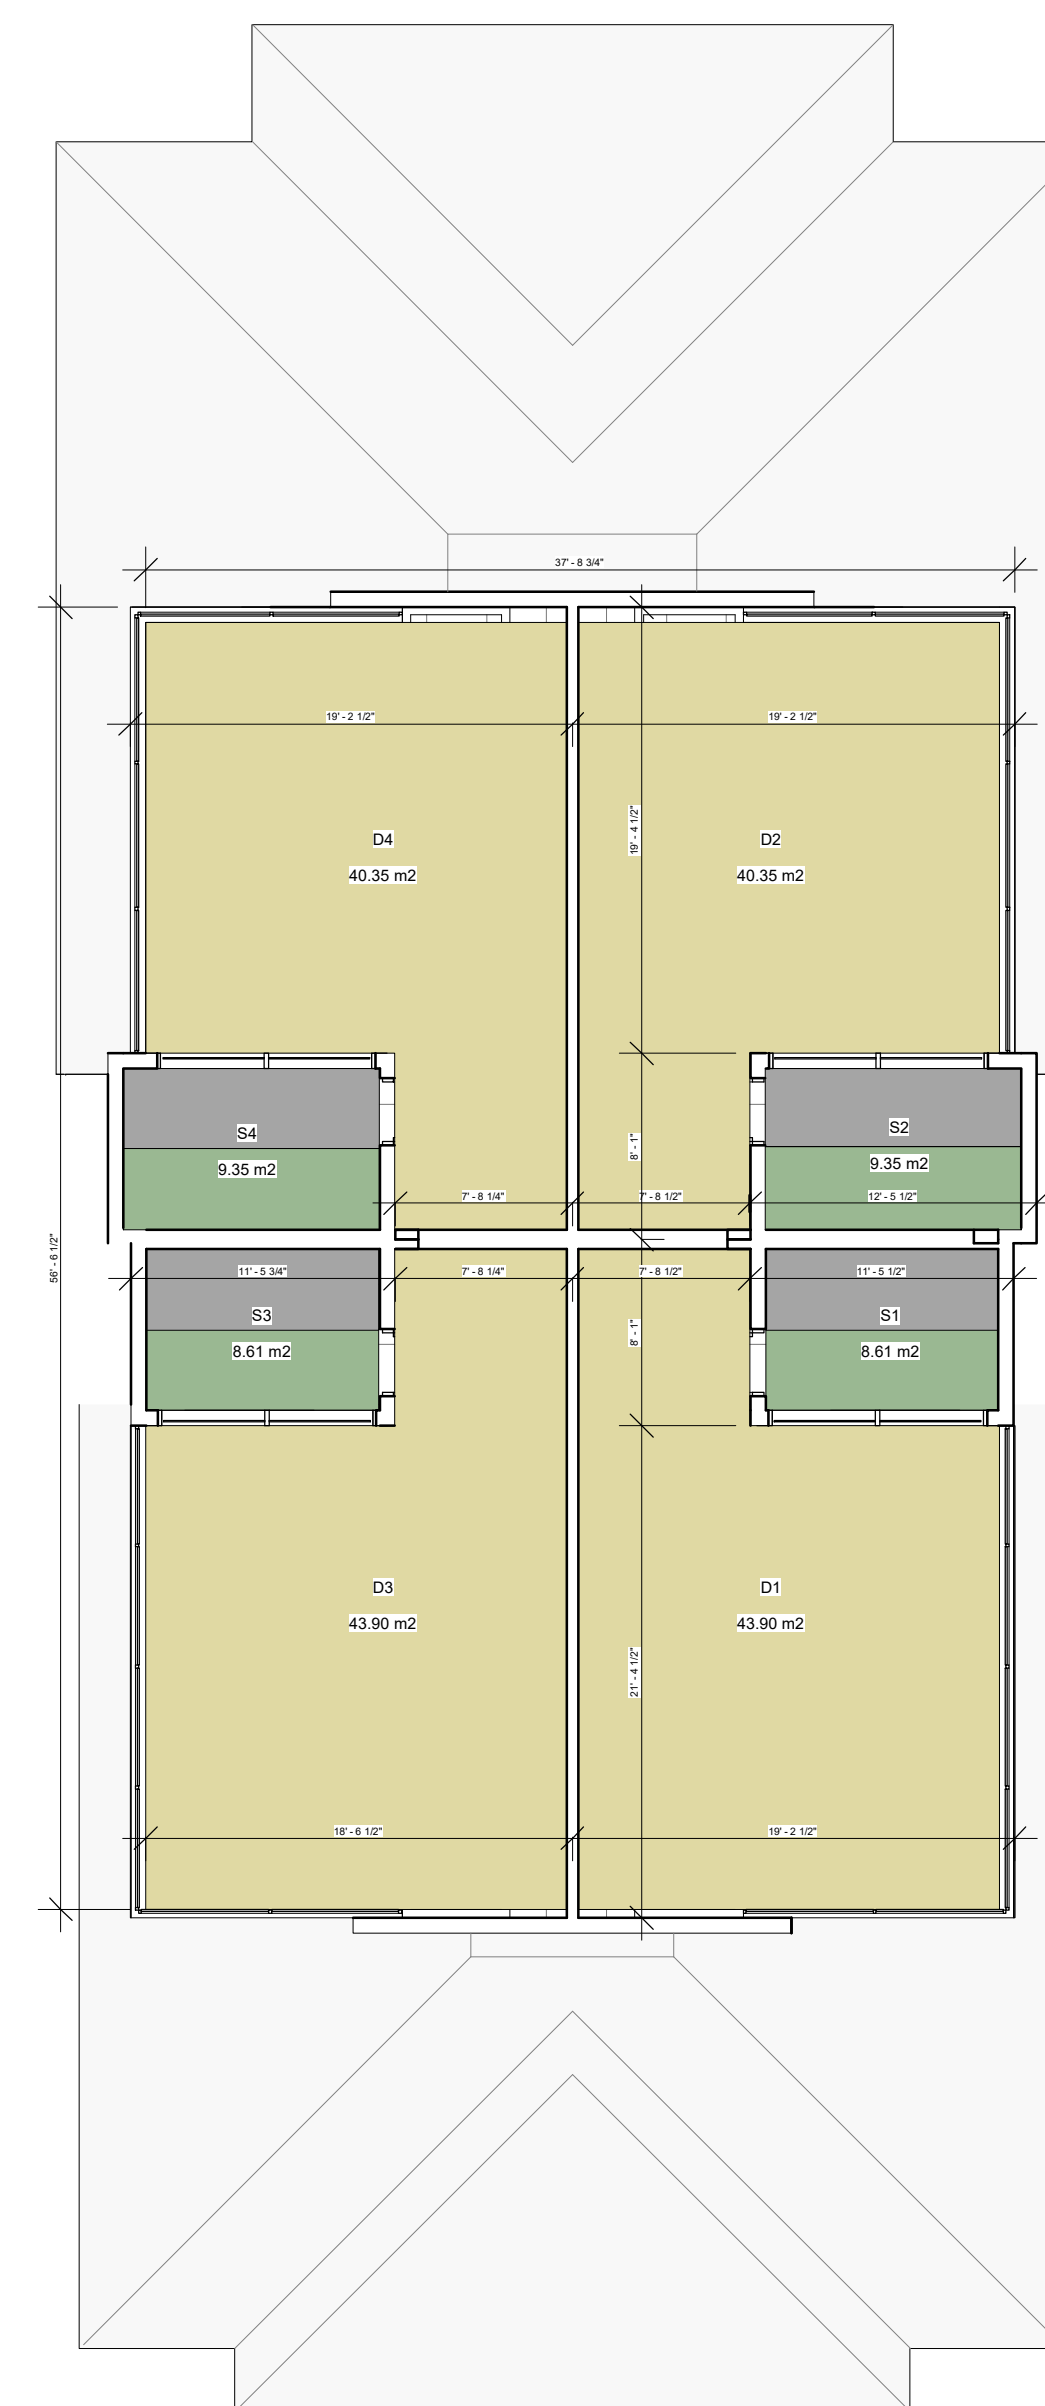 37' - 8 3/4"
19' - 2 1/2"
19' - 2 1/2"
19' - 4 1/2"
D4
40.35 m2
D2
40.35 m2
S4
9.35 m2
8' - 1"
S2
9.35 m2
7' - 8 1/4"
7' - 8 1/2"
12' - 5 1/2"
56' - 6 1/2"
11' - 5 3/4"
7' - 8 1/4"
7' - 8 1/2"
11' - 5 1/2"
S3
8.61 m2
8' - 1"
S1
8.61 m2
D3
43.90 m2
D1
43.90 m2
21' - 4 1/2"
18' - 6 1/2"
19' - 2 1/2"